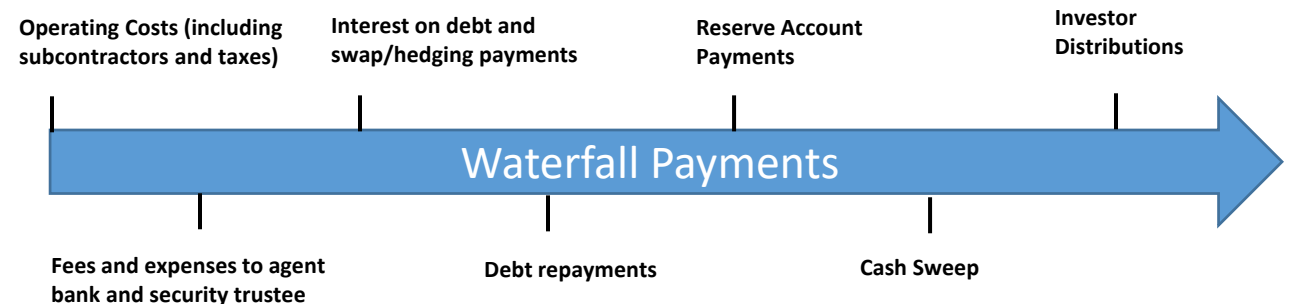 Operating Costs (including
subcontractors and taxes)
Interest on debt and
swap/hedging payments
Reserve Account
Payments
Investor
Distributions
Waterfall Payments
Fees and expenses to agent
bank and security trustee
Debt repayments
Cash Sweep